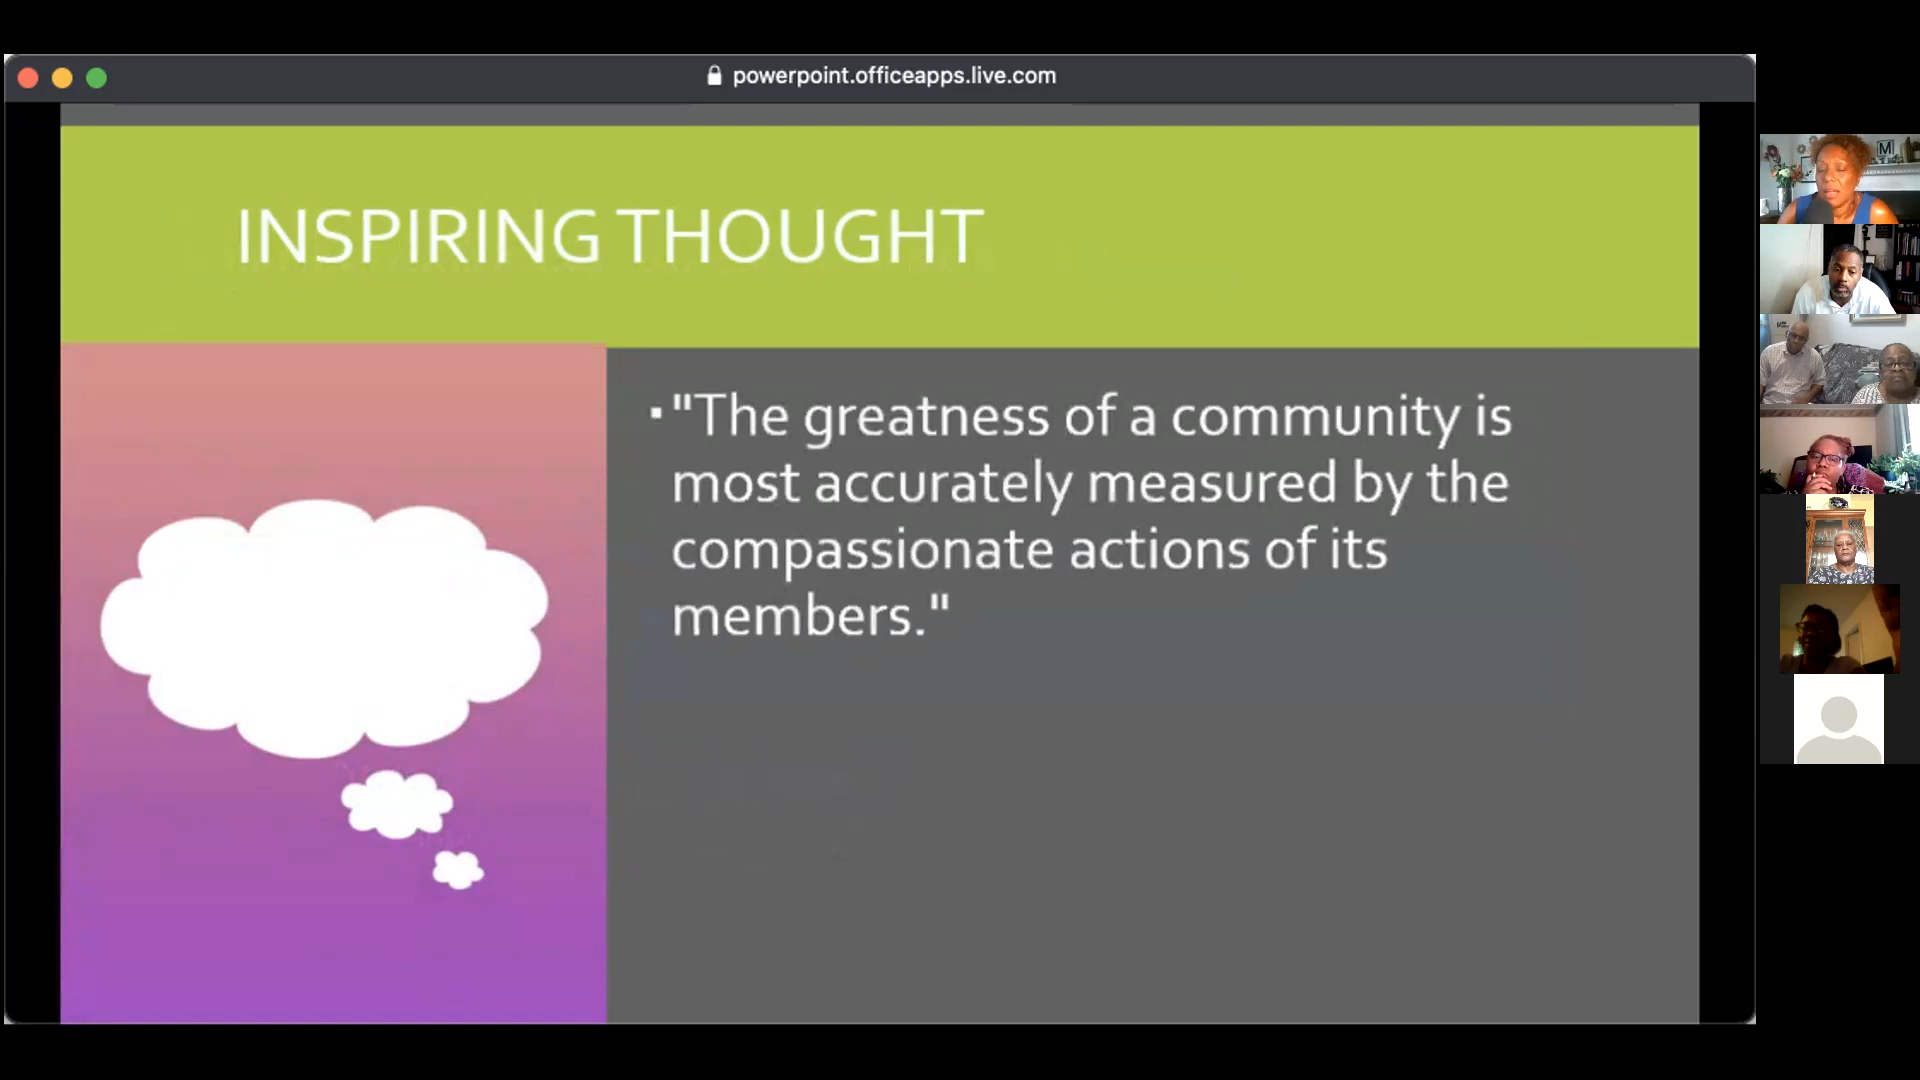 powerpoint.officeapps.live.com
INSPIRING THOUGHT
▪"The greatness of a community is
most accurately measured by the
compassionate actions of its
members."
M